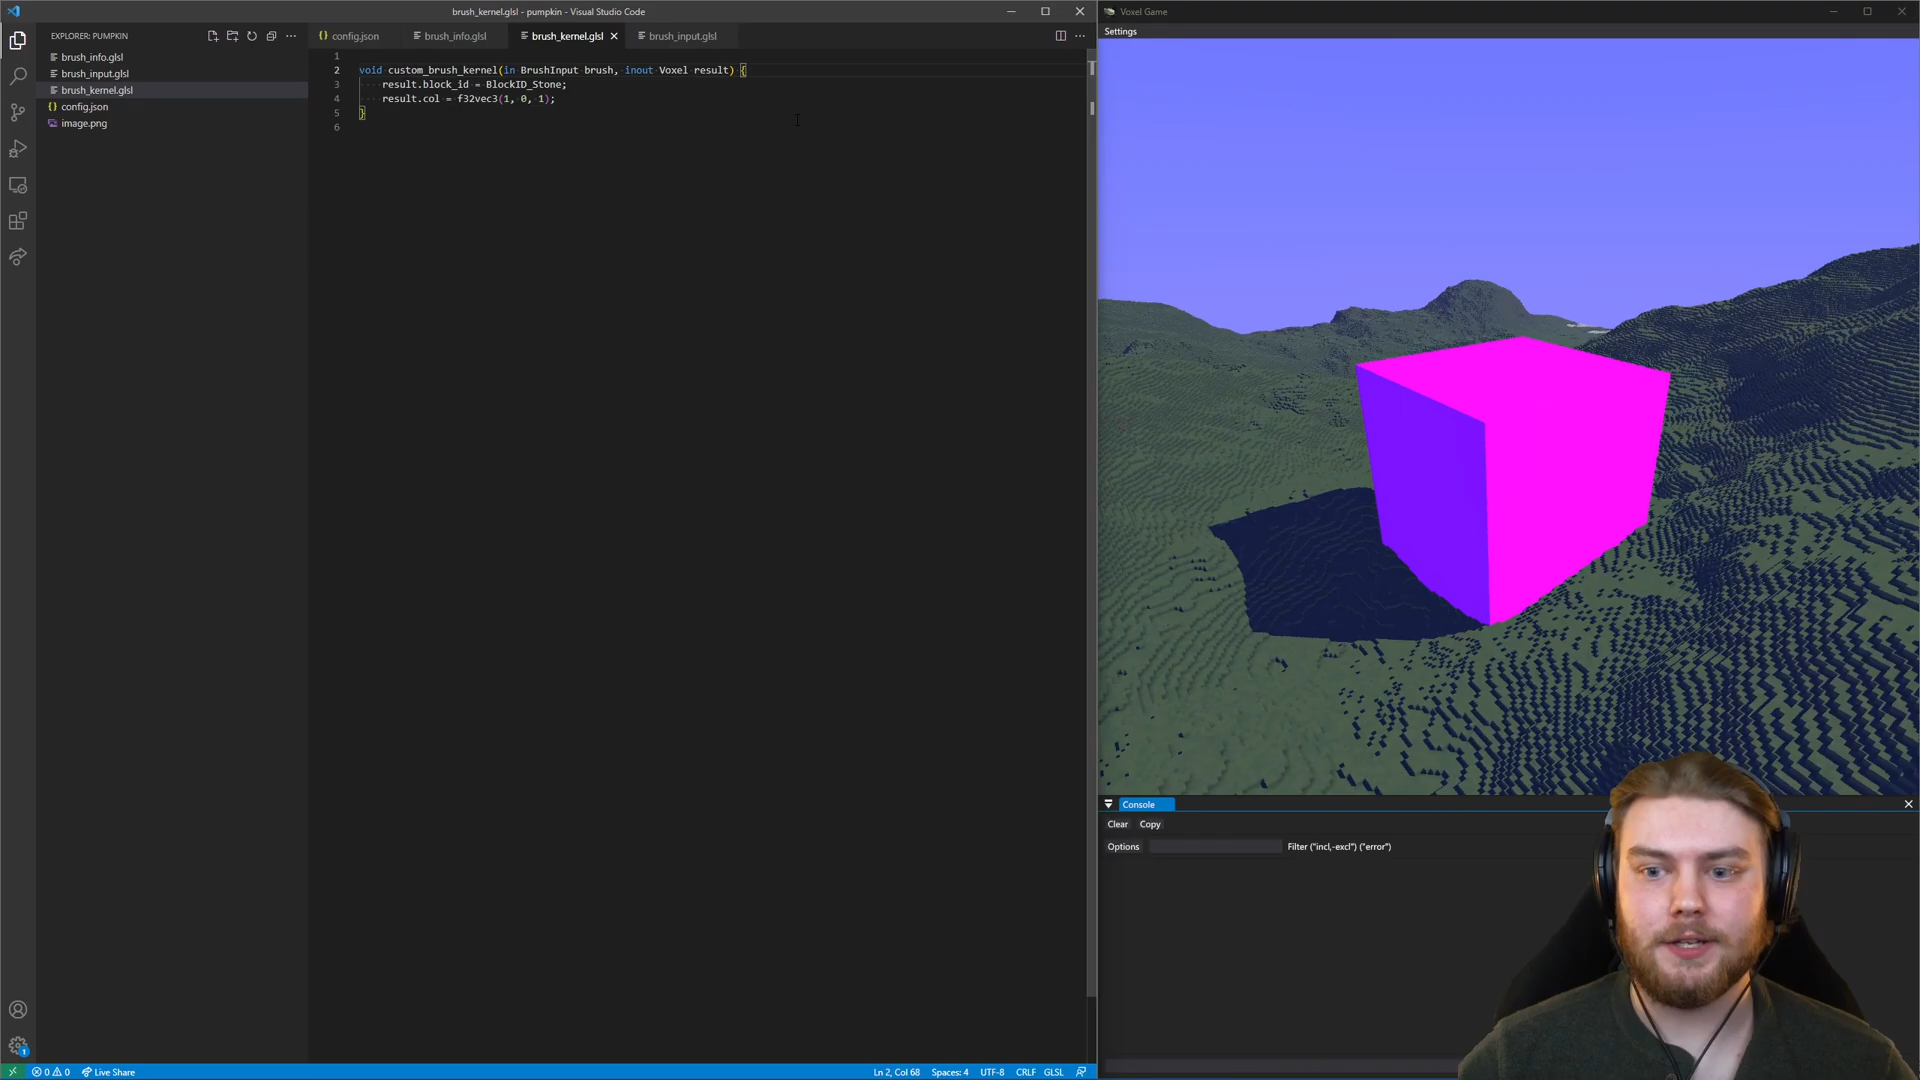 brush_kernel.glsl - pumpkin - Visual Studio Code
EXPLORER: PUMPKIN
brush_info.glsl
brush_input.glsl
brush_kernel.glsl
{} config.json
image.png
{} config.json
brush_info.glsl
brush_kernel.glsl
brush_input.glsl
1
2 void custom_brush_kernel(in BrushInput brush, inout Voxel result) {
3 result.block_id = BlockID_Stone;
4 result.col = f32vec3(1, 0, 1);
5 }
6
1
0 0
Live Share
Ln 2, Col 68
Spaces: 4
UTF-8
CRLF
GLSL
Voxel Game
Settings
Console
Clear Copy
Options
Filter ("incl,-excl") ("error")